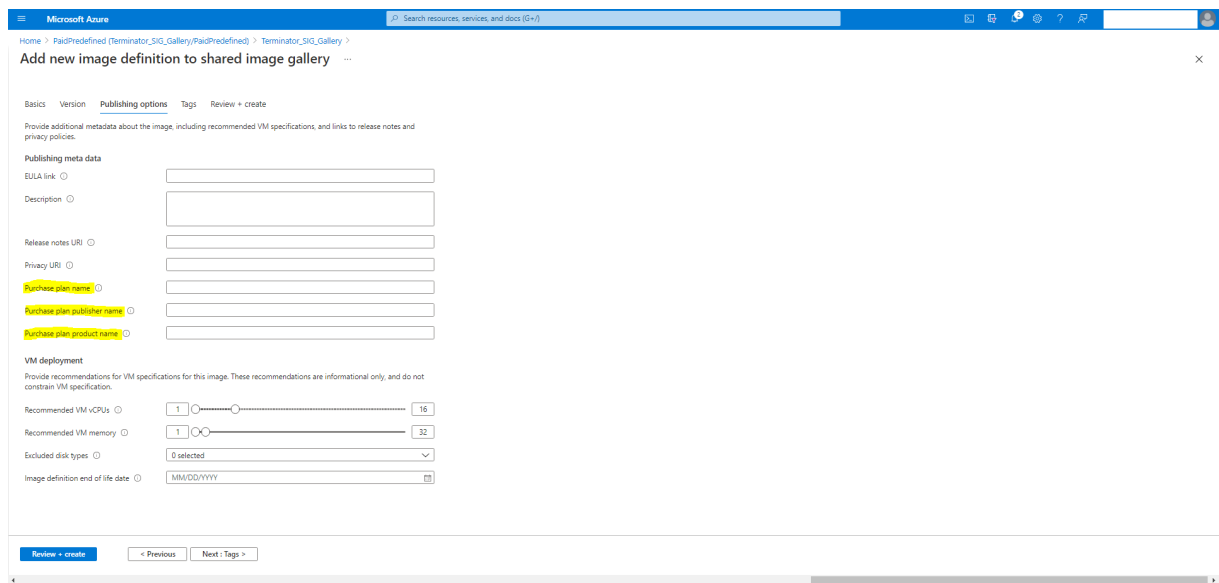 Microsoft Azure
Search resources, services, and docs (G+/)
2
Home > PaidPredefined (Terminator_SIG_Gallery/PaidPredefined) > Terminator_SIG_Gallery >
Add new image definition to shared image gallery ...
Basics Version Publishing options Tags Review + create
Provide additional metadata about the image, including recommended VM specifications, and links to release notes and
privacy policies.
Publishing meta data
EULA link
Description
Release notes URI
Privacy URI
Purchase plan name
Purchase plan publisher name
Purchase plan product name
VM deployment
Provide recommendations for VM specifications for this image. These recommendations are informational only, and do not
constrain VM specification.
Recommended VM vCPUs 1 16
Recommended VM memory 1 32
Excluded disk types 0 selected
Image definition end of life date MM/DD/YYYY
Review + create < Previous Next : Tags >